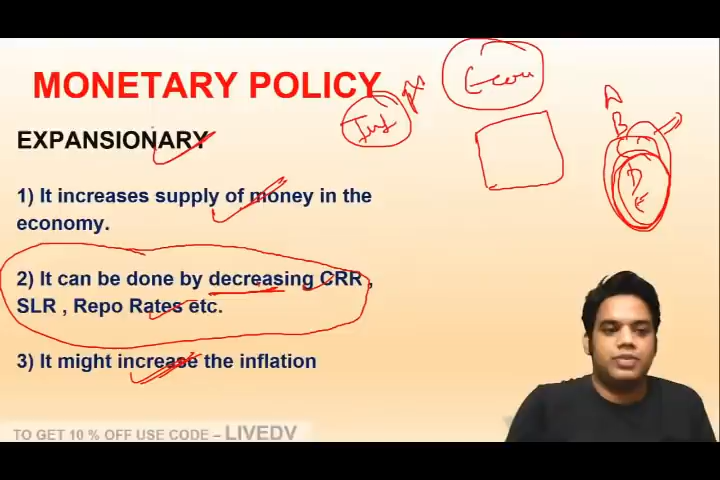 MONETARY POLICY
EXPANSIONARY
1) It increases supply of money in the
economy.
2) It can be done by decreasing CRR ,
SLR , Repo Rates etc.
3) It might increase the inflation
TO GET 10 % OFF USE CODE – LIVEDV
Econ
A
B
D
E